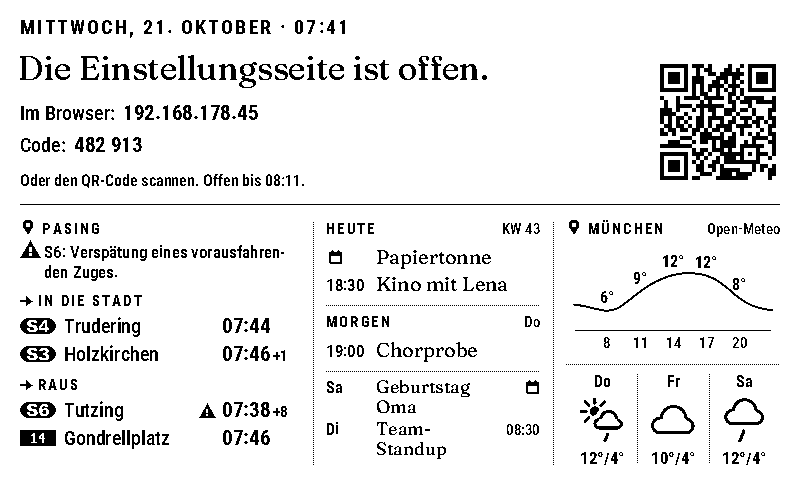 MITTWOCH, 21. OKTOBER · 07:41
Die Einstellungsseite ist offen.
Im Browser: 192.168.178.45
Code: 482 913
Oder den QR-Code scannen. Offen bis 08:11.
PASING
S6: Verspätung eines vorausfahren-
den Zuges.
IN DIE STADT
S4 Trudering 07:44
S3 Holzkirchen 07:46 +1
RAUS
S6 Tutzing 07:38 +8
14 Gondrellplatz 07:46
HEUTE KW 43
Papiertonne
18:30 Kino mit Lena
MORGEN Do
19:00 Chorprobe
Sa Geburtstag
Oma
Di Team- 08:30
Standup
MÜNCHEN Open-Meteo
6° 9° 12° 12° 8°
8 11 14 17 20
Do Fr Sa
12°/4° 10°/4° 12°/4°